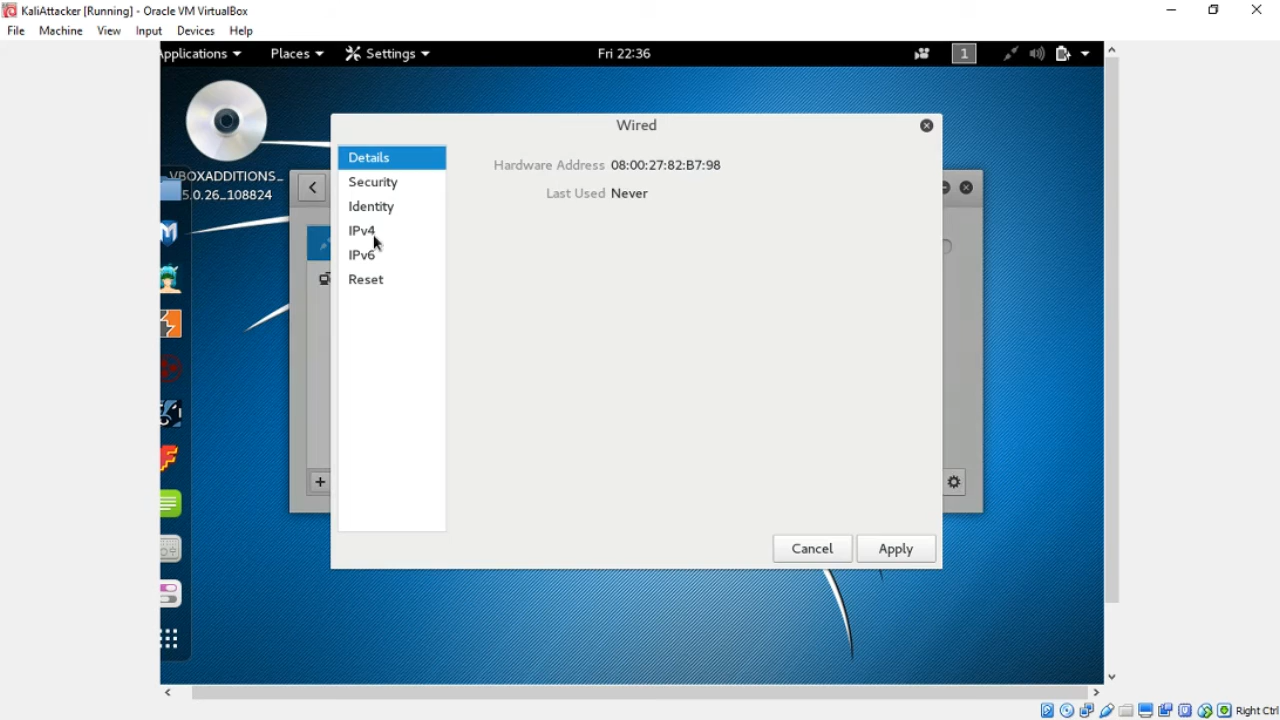 KaliAttacker [Running] - Oracle VM VirtualBox
File Machine View Input Devices Help
pplications Places Settings Fri 22:36 1
VBOXADDITIONS_
5.0.26_108824
Wired
Details
Security
Identity
IPv4
IPv6
Reset
Hardware Address 08:00:27:82:B7:98
Last Used Never
Cancel Apply
Right Ctrl